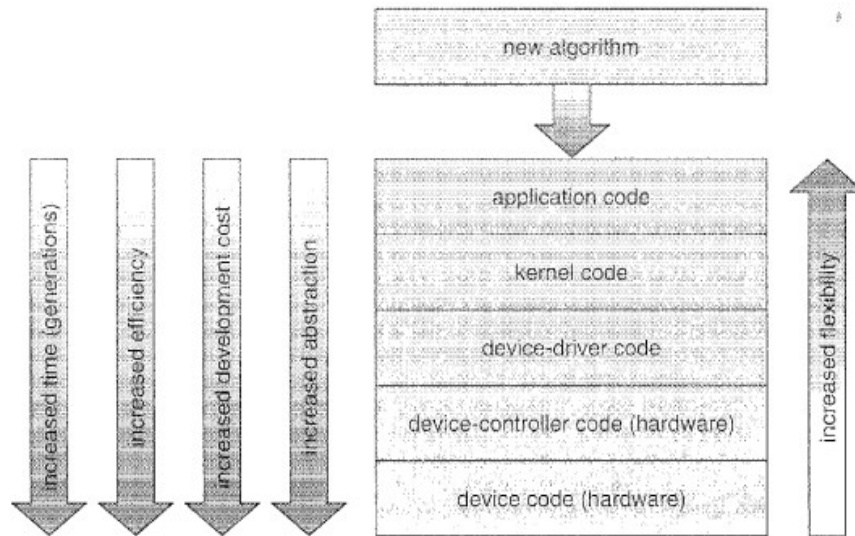 new algorithm
application code
kernel code
device-driver code
device-controller code (hardware)
device code (hardware)
increased time (generations)
increased efficiency
increased development cost
increased abstraction
increased flexibility